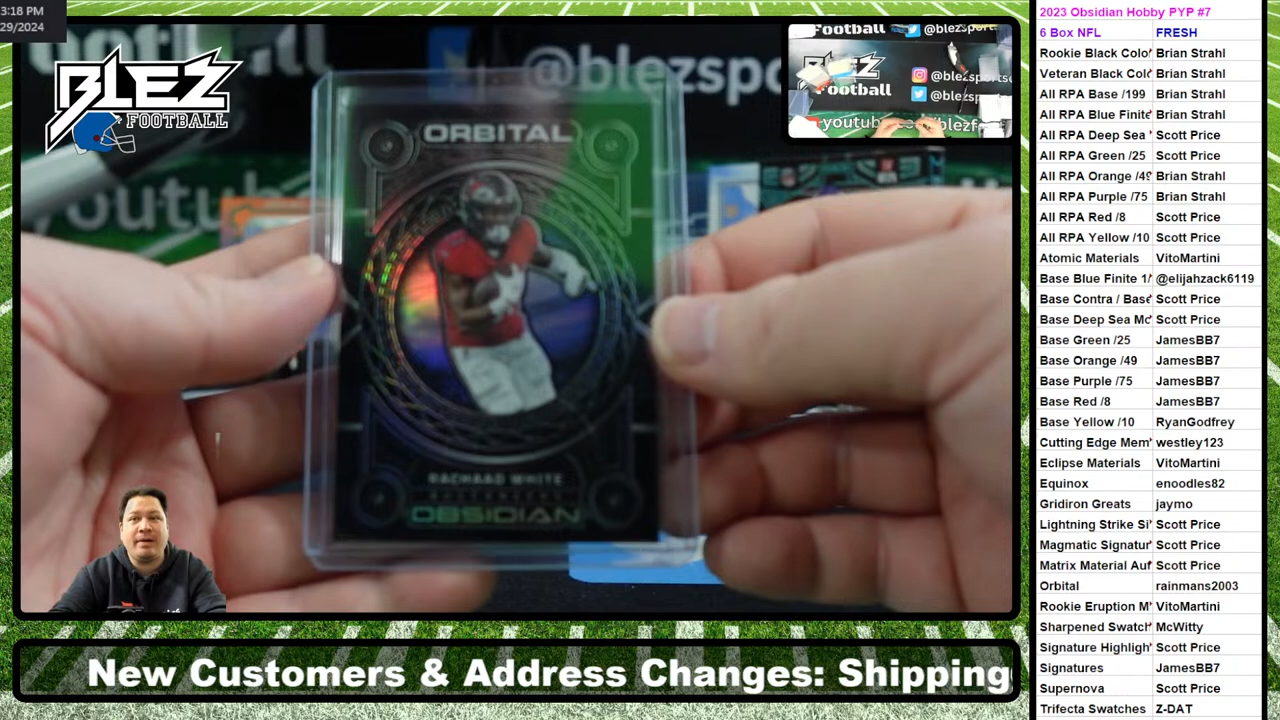 3:18 PM
29/2024
BLEZ
FOOTBALL
@blezspo
youtub
ORBITAL
RACHAAD WHITE
BUCCANEERS
OBSIDIAN
Football
@blezs
@blezsports
Football
@blezsp
youtube
New Customers & Address Changes: Shipping
2023 Obsidian Hobby PYP #7
6 Box NFL FRESH
Rookie Black Colo Brian Strahl
Veteran Black Col Brian Strahl
All RPA Base /199 Brian Strahl
All RPA Blue Finite Brian Strahl
All RPA Deep Sea Scott Price
All RPA Green /25 Scott Price
All RPA Orange /49 Brian Strahl
All RPA Purple /75 Brian Strahl
All RPA Red /8 Scott Price
All RPA Yellow /10 Scott Price
Atomic Materials VitoMartini
Base Blue Finite 1/ @elijahzack6119
Base Contra / Base Scott Price
Base Deep Sea Mo Scott Price
Base Green /25 JamesBB7
Base Orange /49 JamesBB7
Base Purple /75 JamesBB7
Base Red /8 JamesBB7
Base Yellow /10 RyanGodfrey
Cutting Edge Mem westley123
Eclipse Materials VitoMartini
Equinox enoodles82
Gridiron Greats jaymo
Lightning Strike Si Scott Price
Magmatic Signatur Scott Price
Matrix Material Au Scott Price
Orbital rainmans2003
Rookie Eruption M VitoMartini
Sharpened Swatch McWitty
Signature Highligh Scott Price
Signatures JamesBB7
Supernova Scott Price
Trifecta Swatches Z-DAT